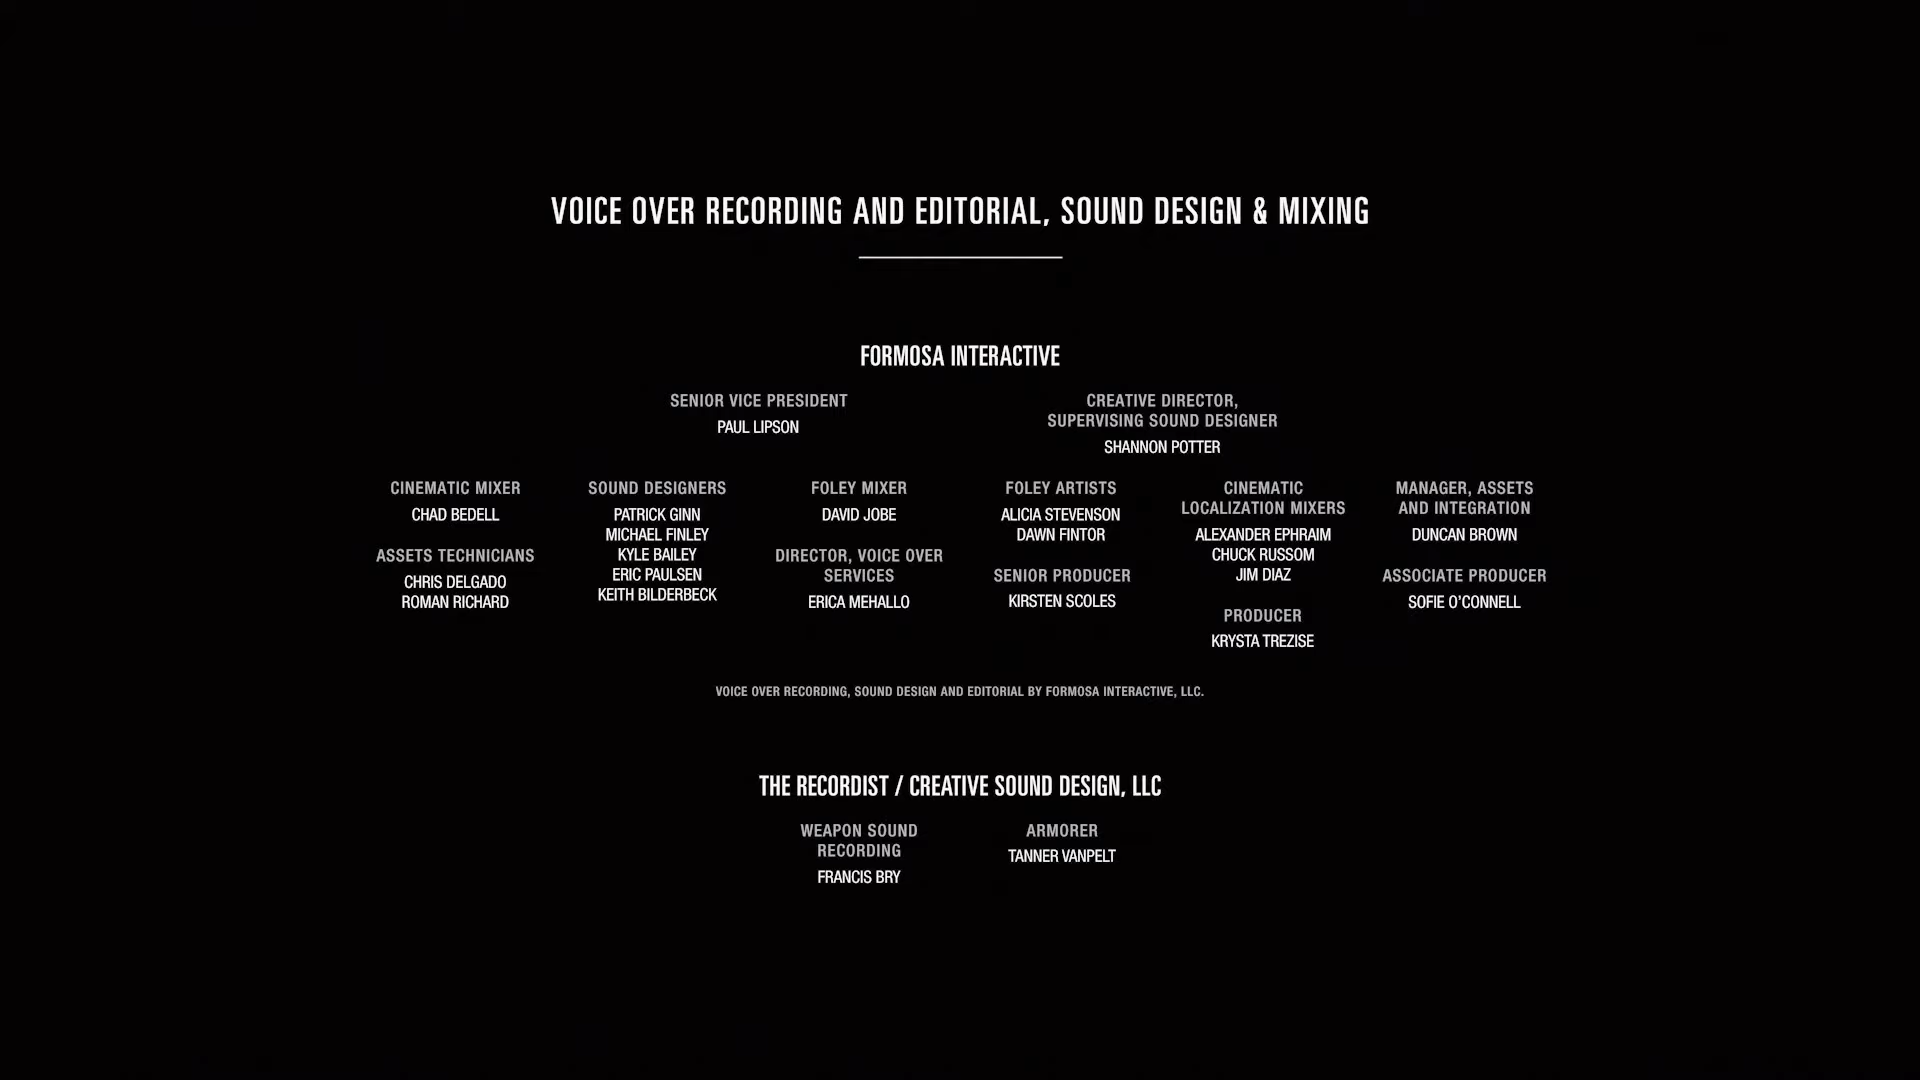 VOICE OVER RECORDING AND EDITORIAL, SOUND DESIGN & MIXING
FORMOSA INTERACTIVE
SENIOR VICE PRESIDENT
PAUL LIPSON
CREATIVE DIRECTOR,
SUPERVISING SOUND DESIGNER
SHANNON POTTER
CINEMATIC MIXER
CHAD BEDELL
ASSETS TECHNICIANS
CHRIS DELGADO
ROMAN RICHARD
SOUND DESIGNERS
PATRICK GINN
MICHAEL FINLEY
KYLE BAILEY
ERIC PAULSEN
KEITH BILDERBECK
FOLEY MIXER
DAVID JOBE
DIRECTOR, VOICE OVER
SERVICES
ERICA MEHALLO
FOLEY ARTISTS
ALICIA STEVENSON
DAWN FINTOR
SENIOR PRODUCER
KIRSTEN SCOLES
CINEMATIC
LOCALIZATION MIXERS
ALEXANDER EPHRAIM
CHUCK RUSSOM
JIM DIAZ
PRODUCER
KRYSTA TREZISE
MANAGER, ASSETS
AND INTEGRATION
DUNCAN BROWN
ASSOCIATE PRODUCER
SOFIE O’CONNELL
VOICE OVER RECORDING, SOUND DESIGN AND EDITORIAL BY FORMOSA INTERACTIVE, LLC.
THE RECORDIST / CREATIVE SOUND DESIGN, LLC
WEAPON SOUND
RECORDING
FRANCIS BRY
ARMORER
TANNER VANPELT